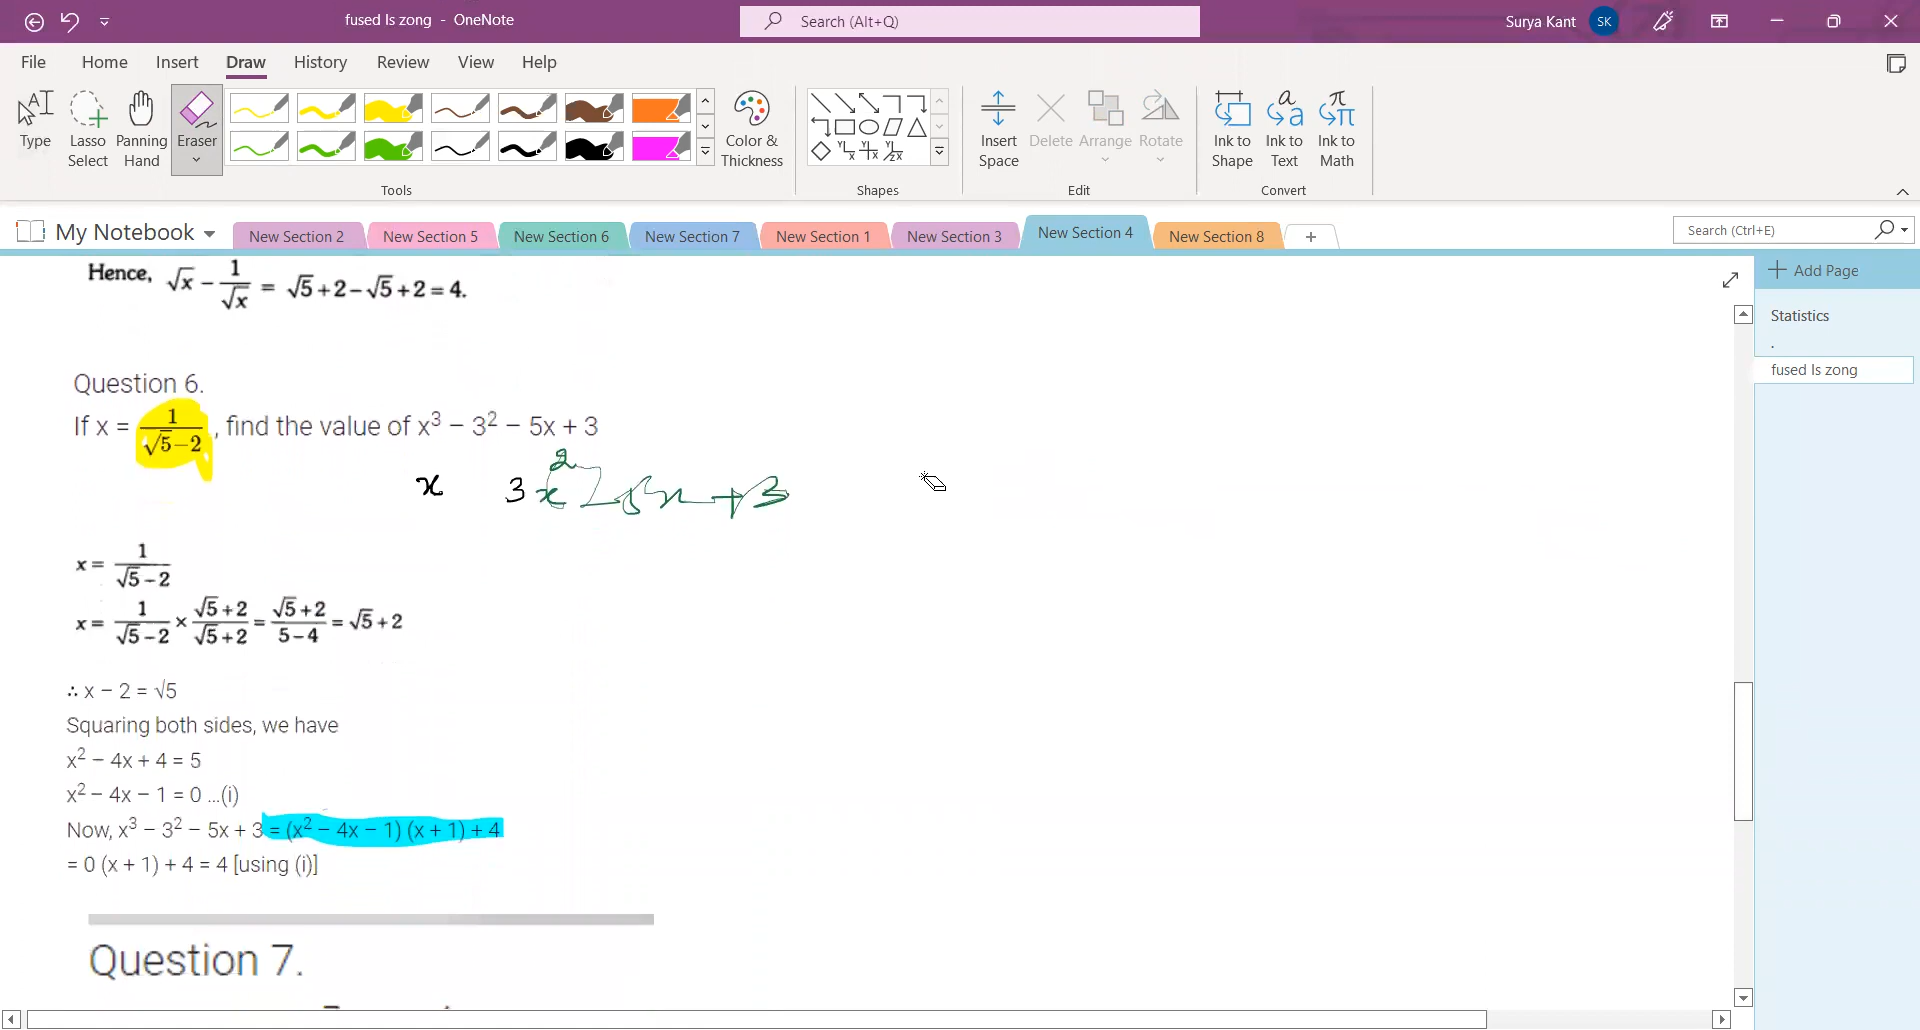 fused Is zong - OneNote
Search (Alt+Q)
Surya Kant SK
File Home Insert Draw History Review View Help
Type
Lasso Select
Panning Hand
Eraser
Color & Thickness
Insert Space
Delete Arrange Rotate
Ink to Shape
Ink to Text
Ink to Math
Tools Shapes Edit Convert
My Notebook New Section 2 New Section 5 New Section 6 New Section 7 New Section 1 New Section 3 New Section 4 New Section 8 +
Search (Ctrl+E)
Add Page
Statistics
.
fused Is zong
Hence, √x − 1/√x = √5+2−√5+2=4.
Question 6.
If x = 1/(√5−2) , find the value of x³ − 3² − 5x + 3
x 3x² − 5x + 3
x = 1/(√5−2)
x = 1/(√5−2) × (√5+2)/(√5+2) = (√5+2)/(5−4) = √5+2
∴ x − 2 = √5
Squaring both sides, we have
x² − 4x + 4 = 5
x² − 4x − 1 = 0 ...(i)
Now, x³ − 3² − 5x + 3 = (x² − 4x − 1) (x + 1) + 4
= 0 (x + 1) + 4 = 4 [using (i)]
Question 7.